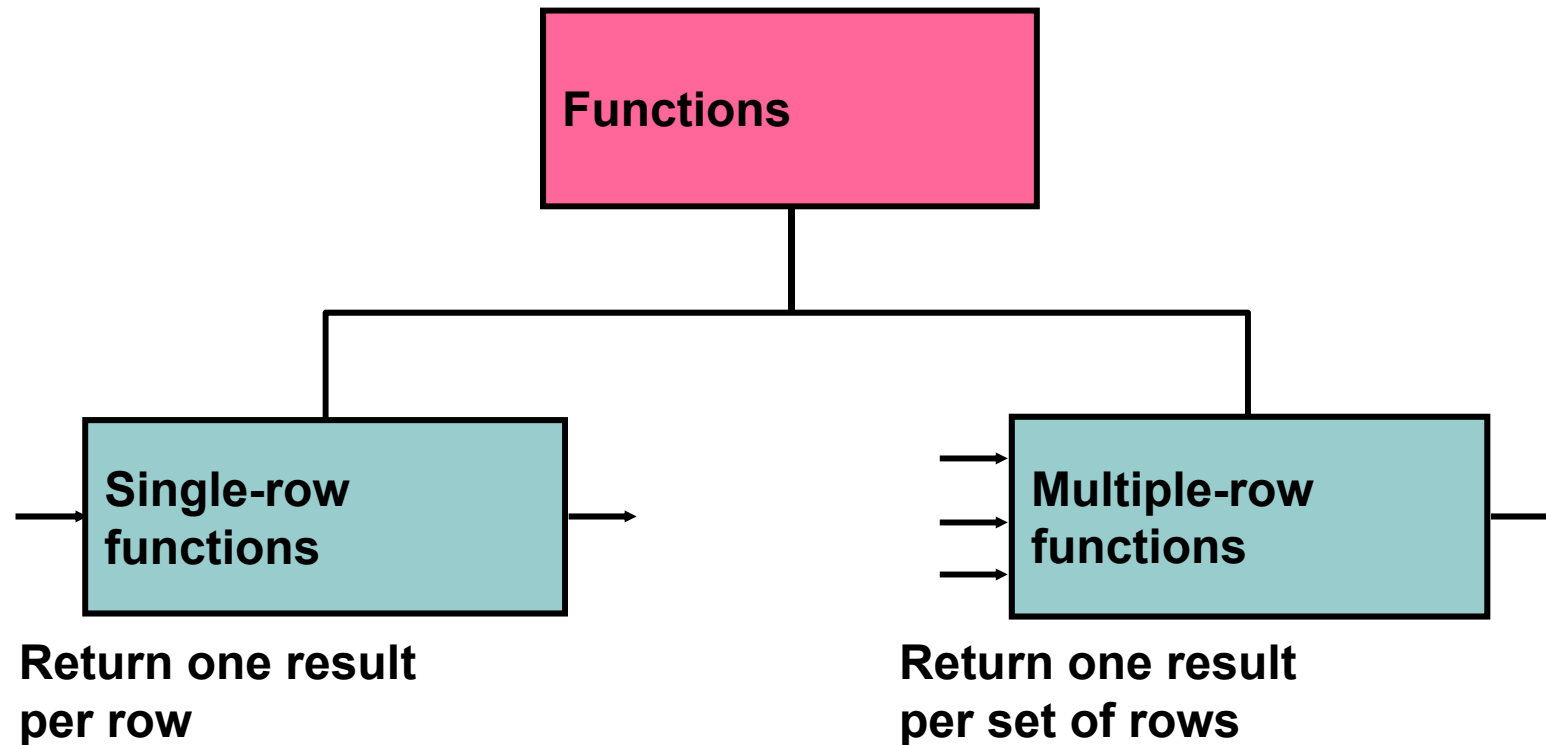 Functions
Single-row
functions
Multiple-row
functions
Return one result
per row
Return one result
per set of rows